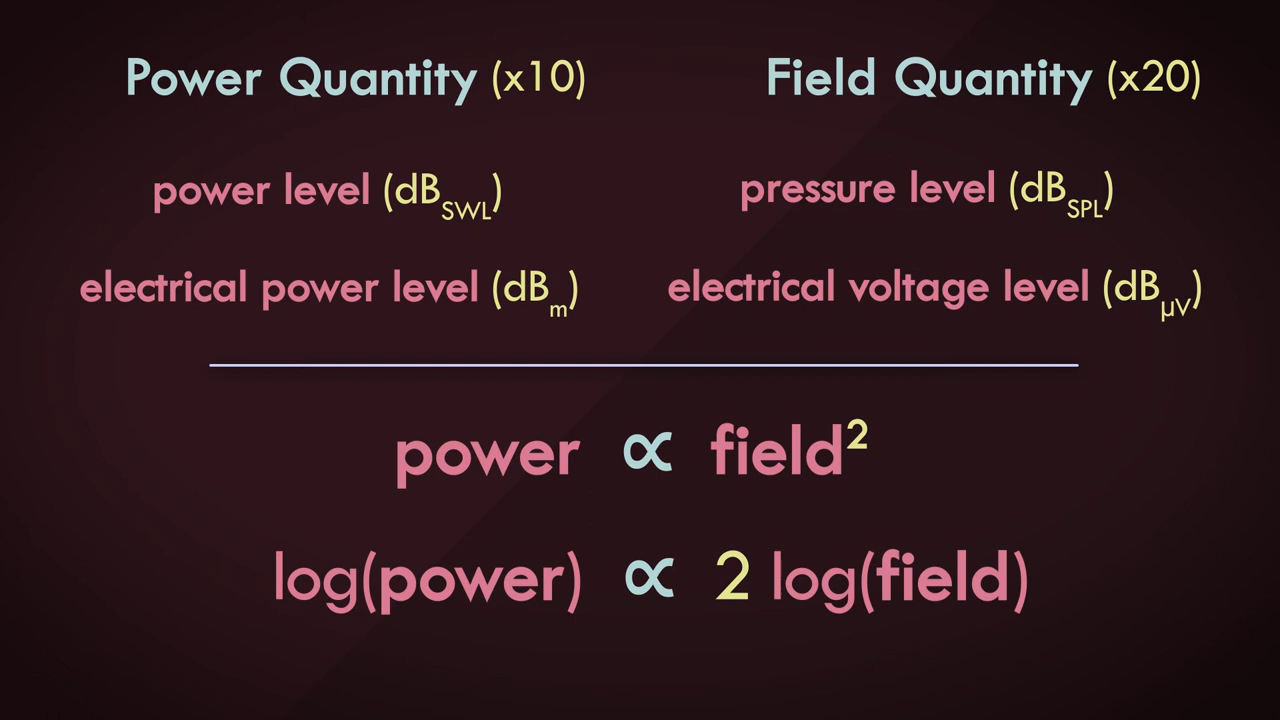 Power Quantity (x10)
Field Quantity (x20)
power level (dBSWL)
pressure level (dBSPL)
electrical power level (dBm)
electrical voltage level (dBµV)
power ∝ field²
log(power) ∝ 2 log(field)